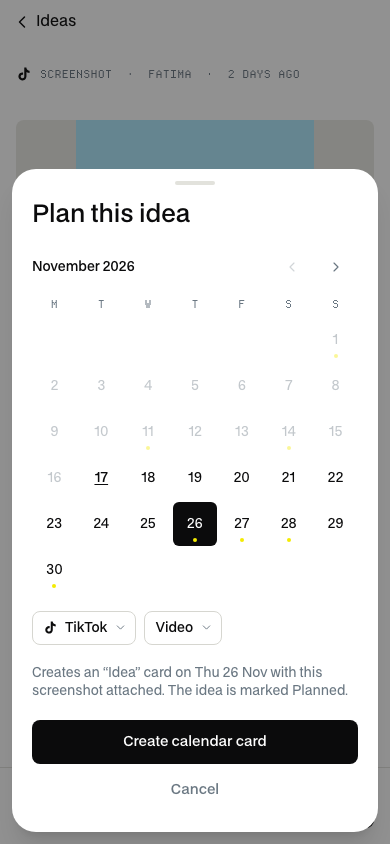 Ideas
SCREENSHOT · FATIMA · 2 DAYS AGO
Plan this idea
November 2026
M T W T F S S
1
2 3 4 5 6 7 8
9 10 11 12 13 14 15
16 17 18 19 20 21 22
23 24 25 26 27 28 29
30
TikTok Video
Creates an “Idea” card on Thu 26 Nov with this
screenshot attached. The idea is marked Planned.
Create calendar card
Cancel